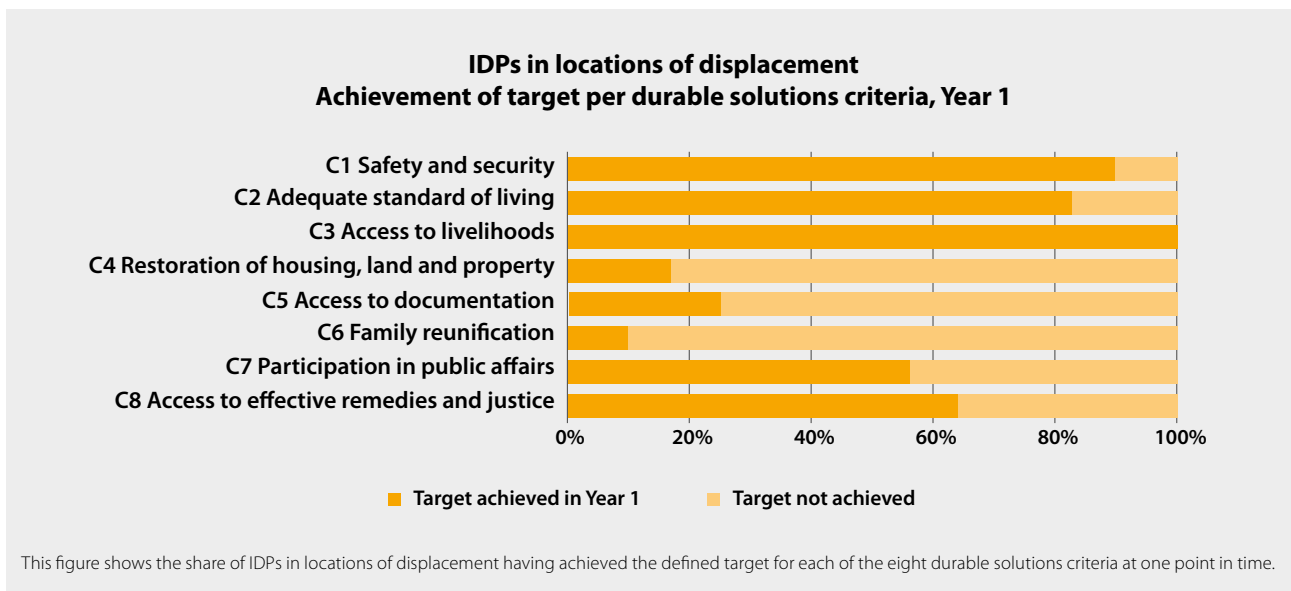 IDPs in locations of displacement
Achievement of target per durable solutions criteria, Year 1
C1 Safety and security
C2 Adequate standard of living
C3 Access to livelihoods
C4 Restoration of housing, land and property
C5 Access to documentation
C6 Family reunification
C7 Participation in public affairs
C8 Access to effective remedies and justice
0% 20% 40% 60% 80% 100%
Target achieved in Year 1 Target not achieved
This figure shows the share of IDPs in locations of displacement having achieved the defined target for each of the eight durable solutions criteria at one point in time.